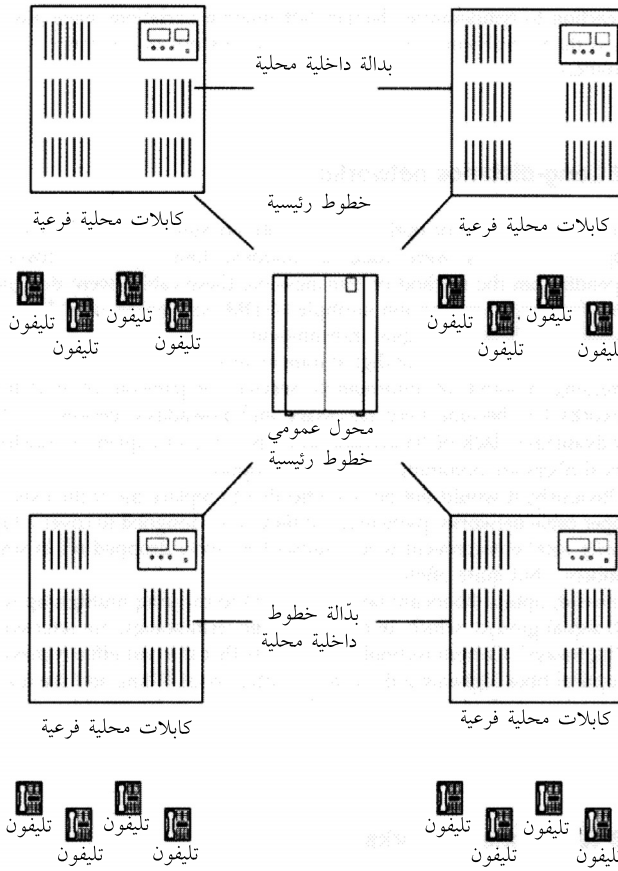 بدالة داخلية محلية
خطوط رئيسية
كابلات محلية فرعية
كابلات محلية فرعية
تليفون
تليفون
تليفون
تليفون
تليفون
تليفون
تليفون
تليفون
محول عمومي
خطوط رئيسية
بدّالة خطوط
داخلية محلية
كابلات محلية فرعية
كابلات محلية فرعية
تليفون
تليفون
تليفون
تليفون
تليفون
تليفون
تليفون
تليفون